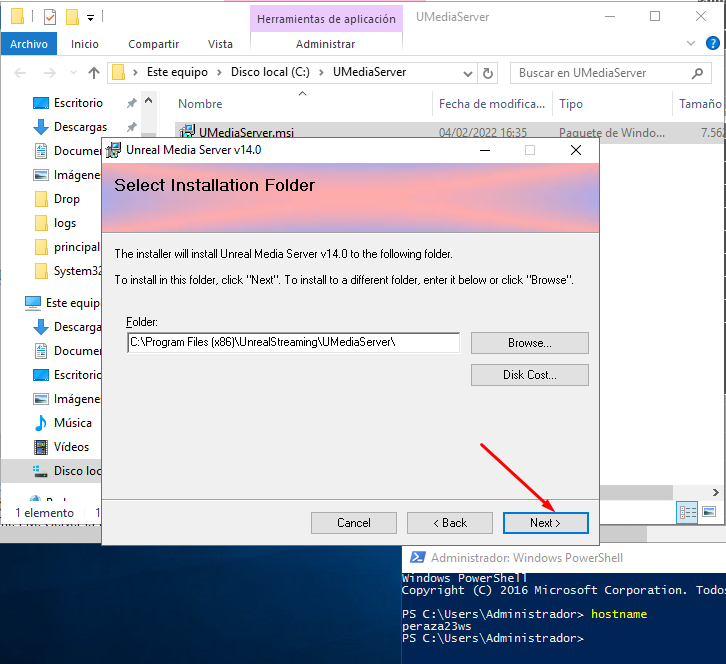 Herramientas de aplicación
UMediaServer
Archivo
Inicio
Compartir
Vista
Administrar
Este equipo
Disco local (C:)
UMediaServer
Buscar en UMediaServer
Nombre
Fecha de modifica...
Tipo
Tamaño
UMediaServer.msi
04/02/2022 16:35
Paquete de Windo...
7.562
Escritorio
Descargas
Documen
Imágenes
Drop
logs
principal
System32
Este equip
Descarga
Documen
Escritorio
Imágene
Música
Vídeos
Disco loc
1 elemento
Unreal Media Server v14.0
Select Installation Folder
The installer will install Unreal Media Server v14.0 to the following folder.
To install in this folder, click "Next". To install to a different folder, enter it below or click "Browse".
Folder:
C:\Program Files (x86)\UnrealStreaming\UMediaServer\
Browse...
Disk Cost...
Cancel
< Back
Next >
Administrador: Windows PowerShell
Windows PowerShell
Copyright (C) 2016 Microsoft Corporation. Todos
PS C:\Users\Administrador> hostname
peraza23ws
PS C:\Users\Administrador>